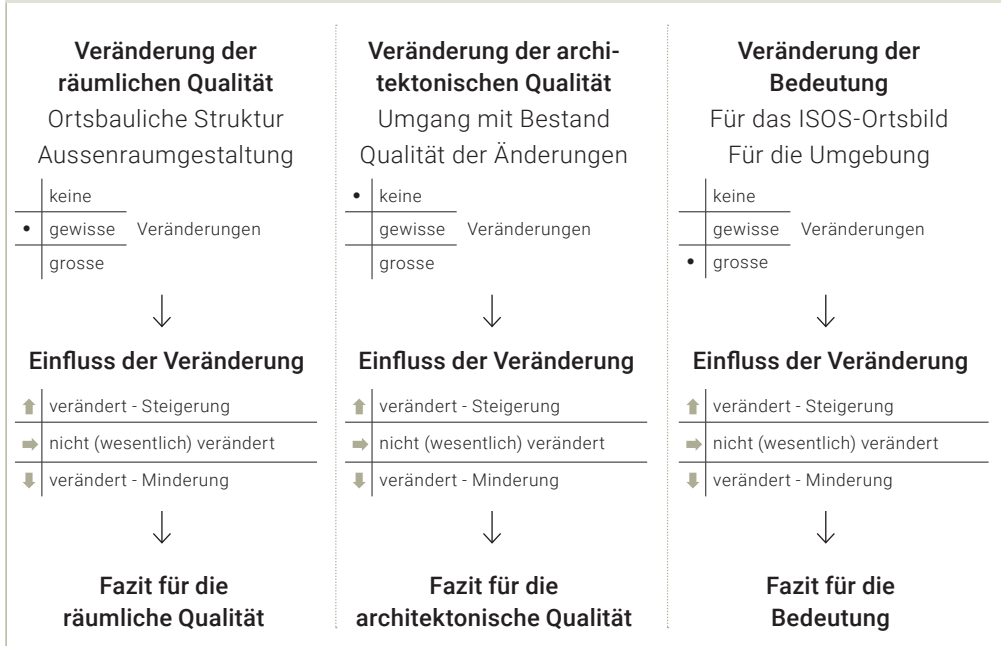 Veränderung der
räumlichen Qualität
Ortsbauliche Struktur
Aussenraumgestaltung
keine
• gewisse Veränderungen
grosse
Einfluss der Veränderung
verändert - Steigerung
nicht (wesentlich) verändert
verändert - Minderung
Fazit für die
räumliche Qualität
Veränderung der archi-
tektonischen Qualität
Umgang mit Bestand
Qualität der Änderungen
• keine
gewisse Veränderungen
grosse
Einfluss der Veränderung
verändert - Steigerung
nicht (wesentlich) verändert
verändert - Minderung
Fazit für die
architektonische Qualität
Veränderung der
Bedeutung
Für das ISOS-Ortsbild
Für die Umgebung
keine
gewisse Veränderungen
• grosse
Einfluss der Veränderung
verändert - Steigerung
nicht (wesentlich) verändert
verändert - Minderung
Fazit für die
Bedeutung